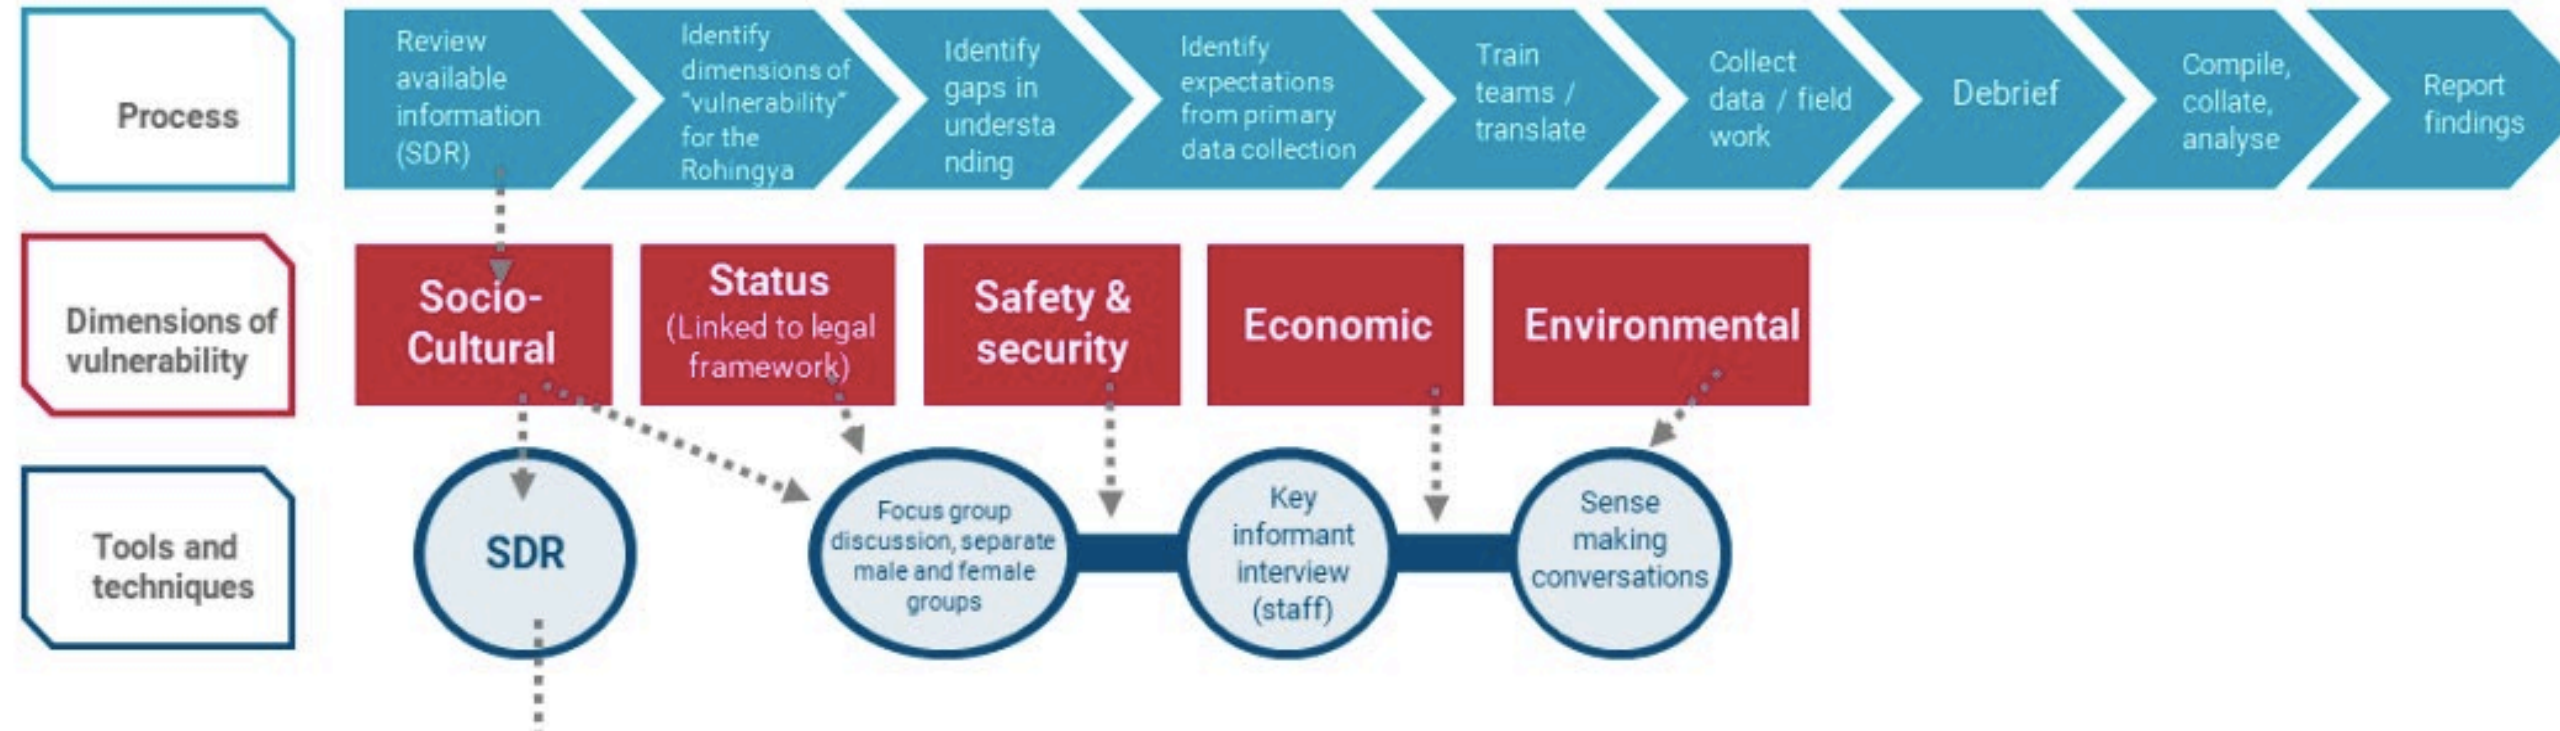 Process
Review
available
information
(SDR)
Identify
dimensions of
"vulnerability"
for the
Rohingya
Identify
gaps in
understa
nding
Identify
expectations
from primary
data collection
Train
teams /
translate
Collect
data / field
work
Debrief
Compile,
collate,
analyse
Report
findings
Dimensions of
vulnerability
Socio-
Cultural
Status
(Linked to legal
framework)
Safety &
security
Economic
Environmental
Tools and
techniques
SDR
Focus group
discussion, separate
male and female
groups
Key
informant
interview
(staff)
Sense
making
conversations